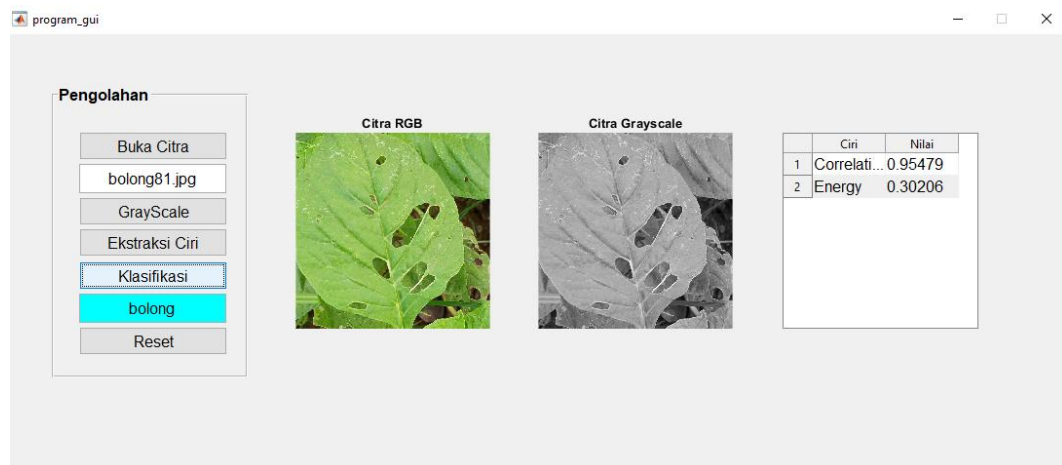 program_gui
Pengolahan
Buka Citra
bolong81.jpg
GrayScale
Ekstraksi Ciri
Klasifikasi
bolong
Reset
Citra RGB
Citra Grayscale
Ciri Nilai
1 Correlati... 0.95479
2 Energy 0.30206